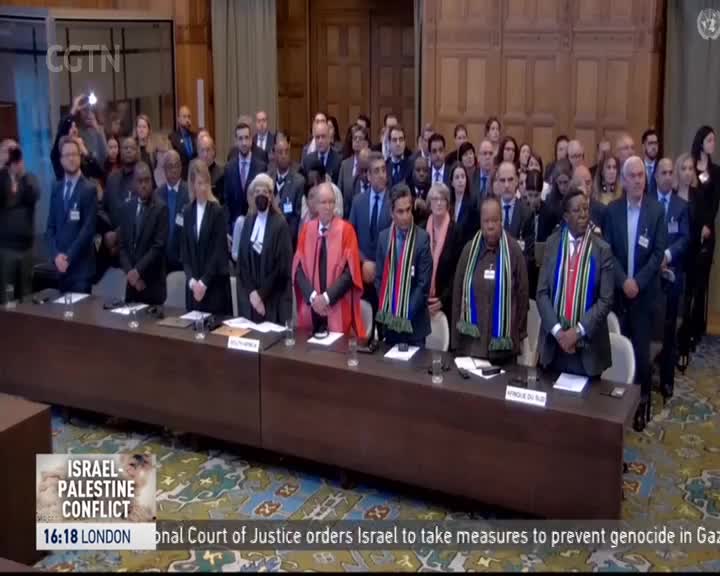 CGTN
SOUTH AFRICA
AFRIQUE DU SUD
ISRAEL-
PALESTINE
CONFLICT
16:18 LONDON
onal Court of Justice orders Israel to take measures to prevent genocide in Gaz